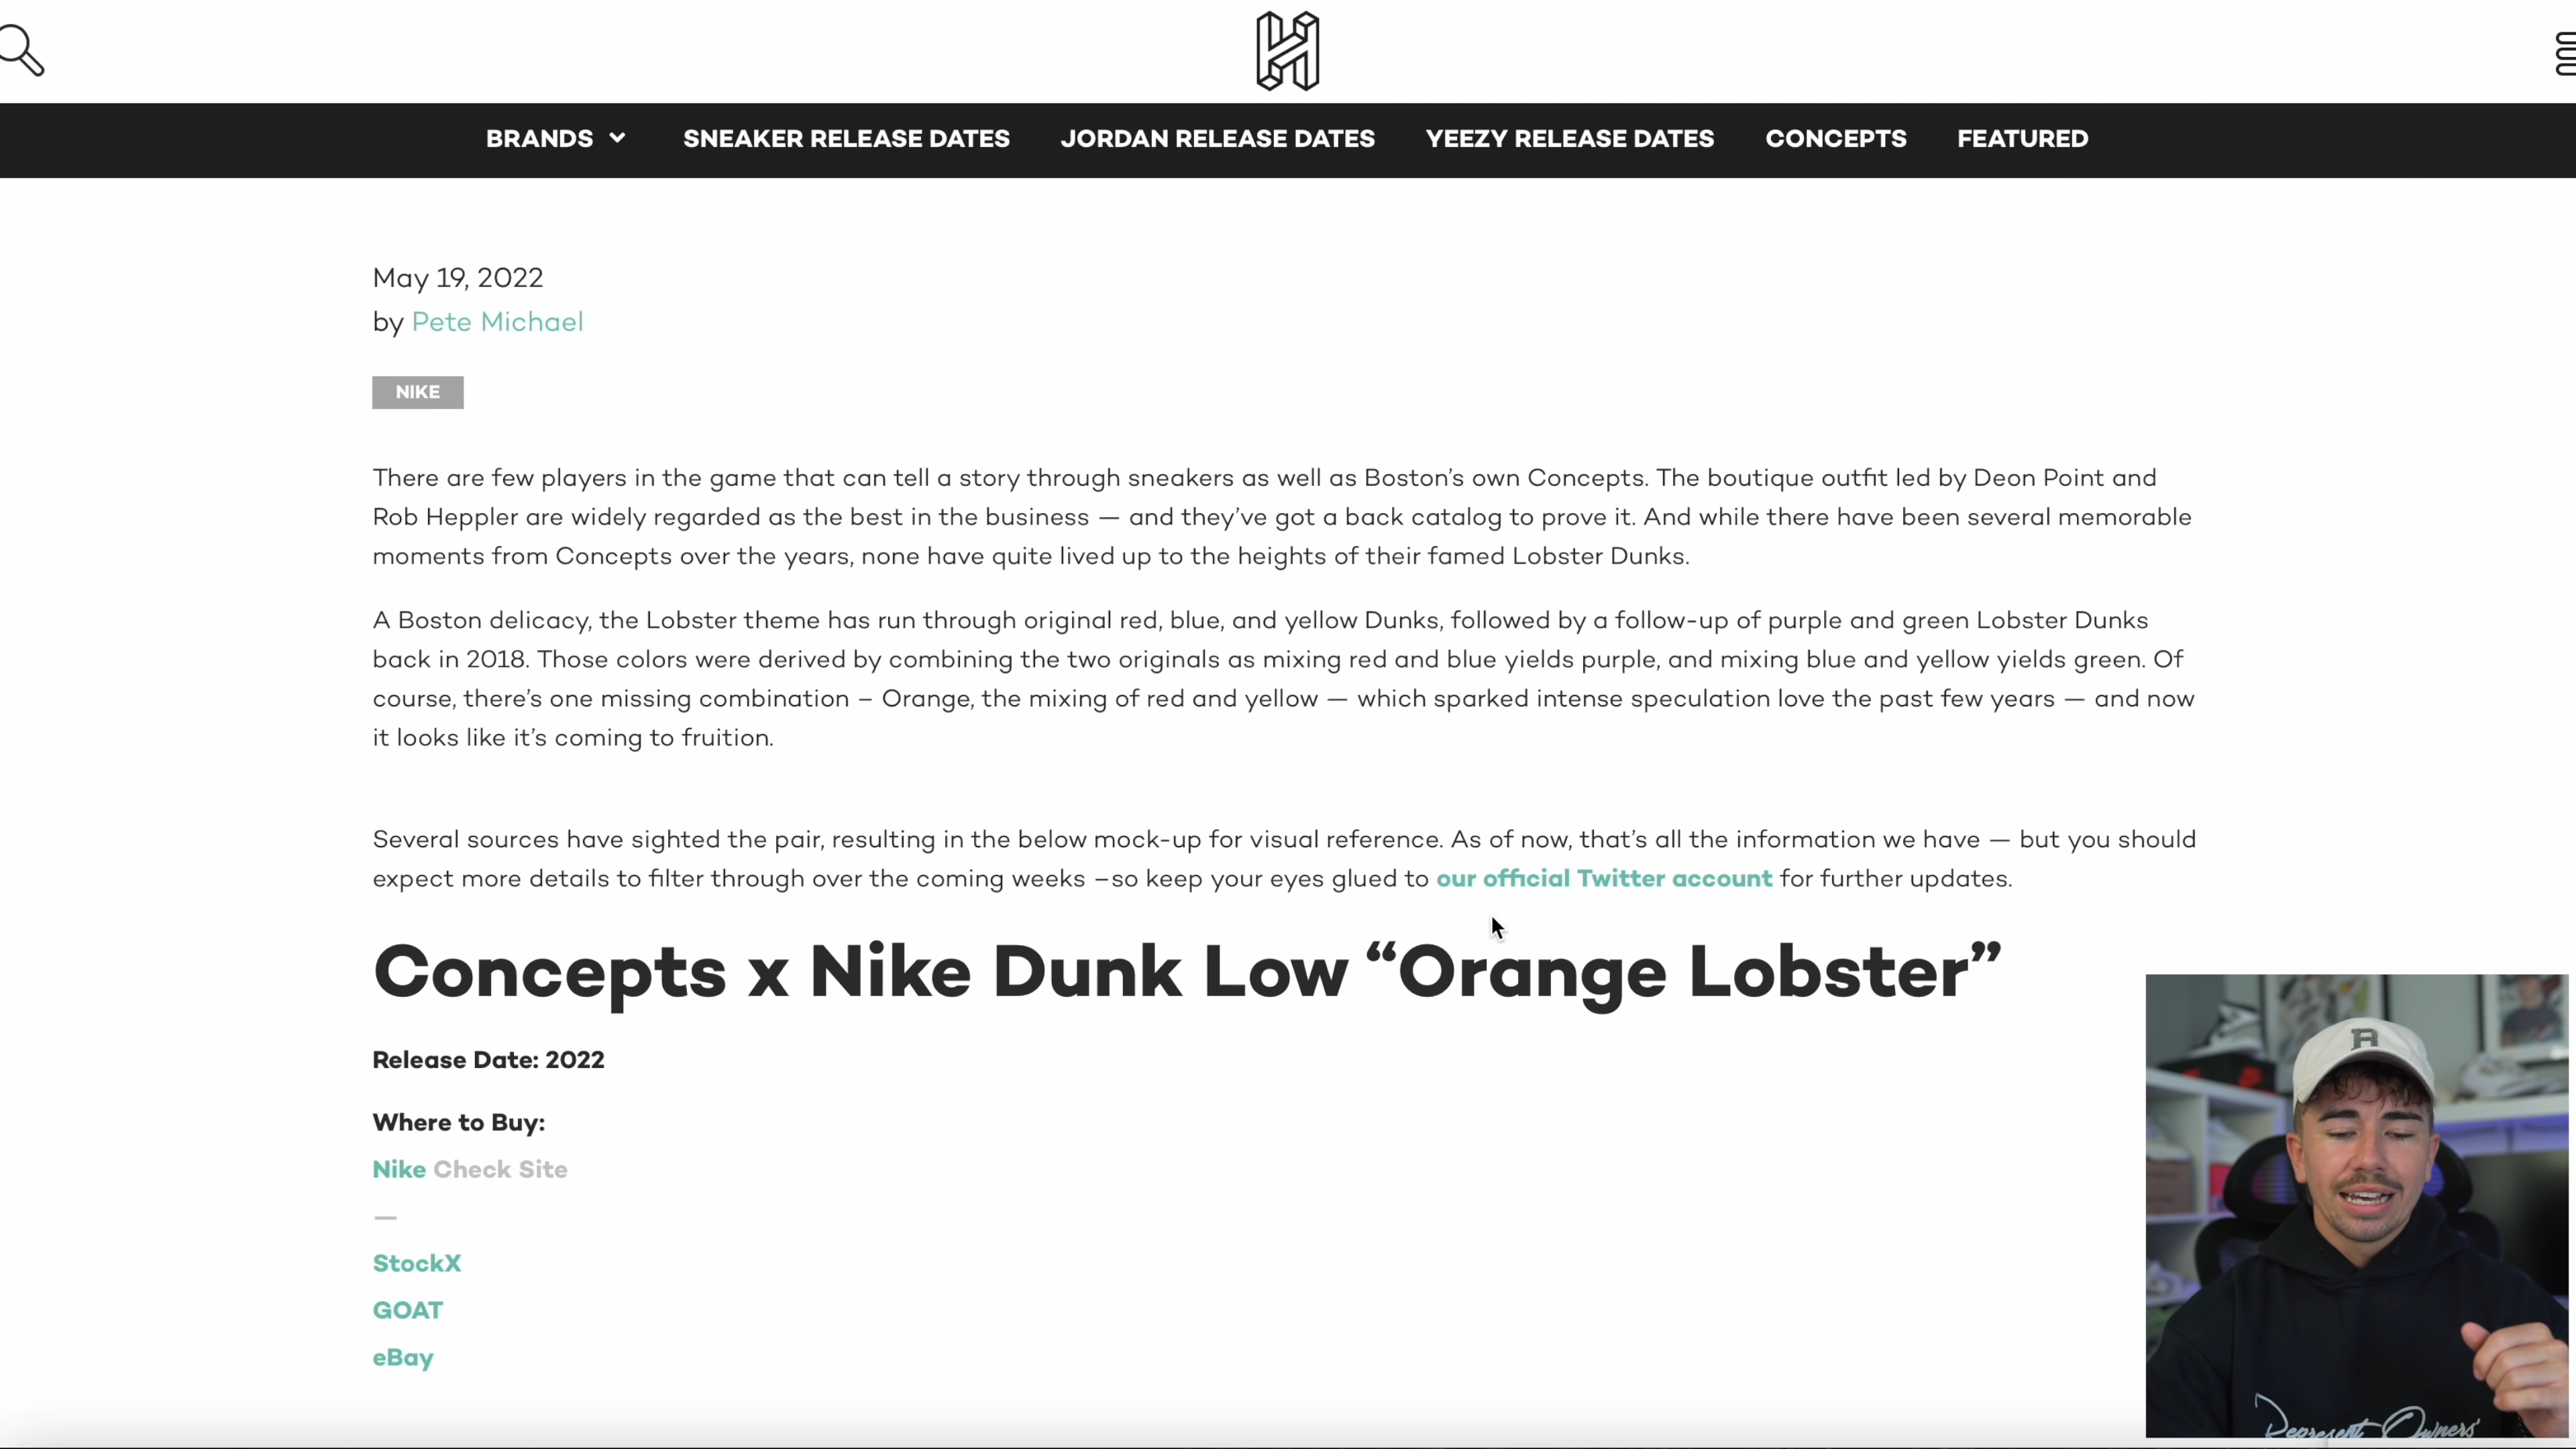 BRANDS SNEAKER RELEASE DATES JORDAN RELEASE DATES YEEZY RELEASE DATES CONCEPTS FEATURED
May 19, 2022
by Pete Michael
NIKE
There are few players in the game that can tell a story through sneakers as well as Boston’s own Concepts. The boutique outfit led by Deon Point and
Rob Heppler are widely regarded as the best in the business — and they’ve got a back catalog to prove it. And while there have been several memorable
moments from Concepts over the years, none have quite lived up to the heights of their famed Lobster Dunks.
A Boston delicacy, the Lobster theme has run through original red, blue, and yellow Dunks, followed by a follow-up of purple and green Lobster Dunks
back in 2018. Those colors were derived by combining the two originals as mixing red and blue yields purple, and mixing blue and yellow yields green. Of
course, there’s one missing combination – Orange, the mixing of red and yellow — which sparked intense speculation love the past few years — and now
it looks like it’s coming to fruition.
Several sources have sighted the pair, resulting in the below mock-up for visual reference. As of now, that’s all the information we have — but you should
expect more details to filter through over the coming weeks –so keep your eyes glued to our official Twitter account for further updates.
Concepts x Nike Dunk Low “Orange Lobster”
Release Date: 2022
Where to Buy:
Nike Check Site
—
StockX
GOAT
eBay
R
Represent Owners'